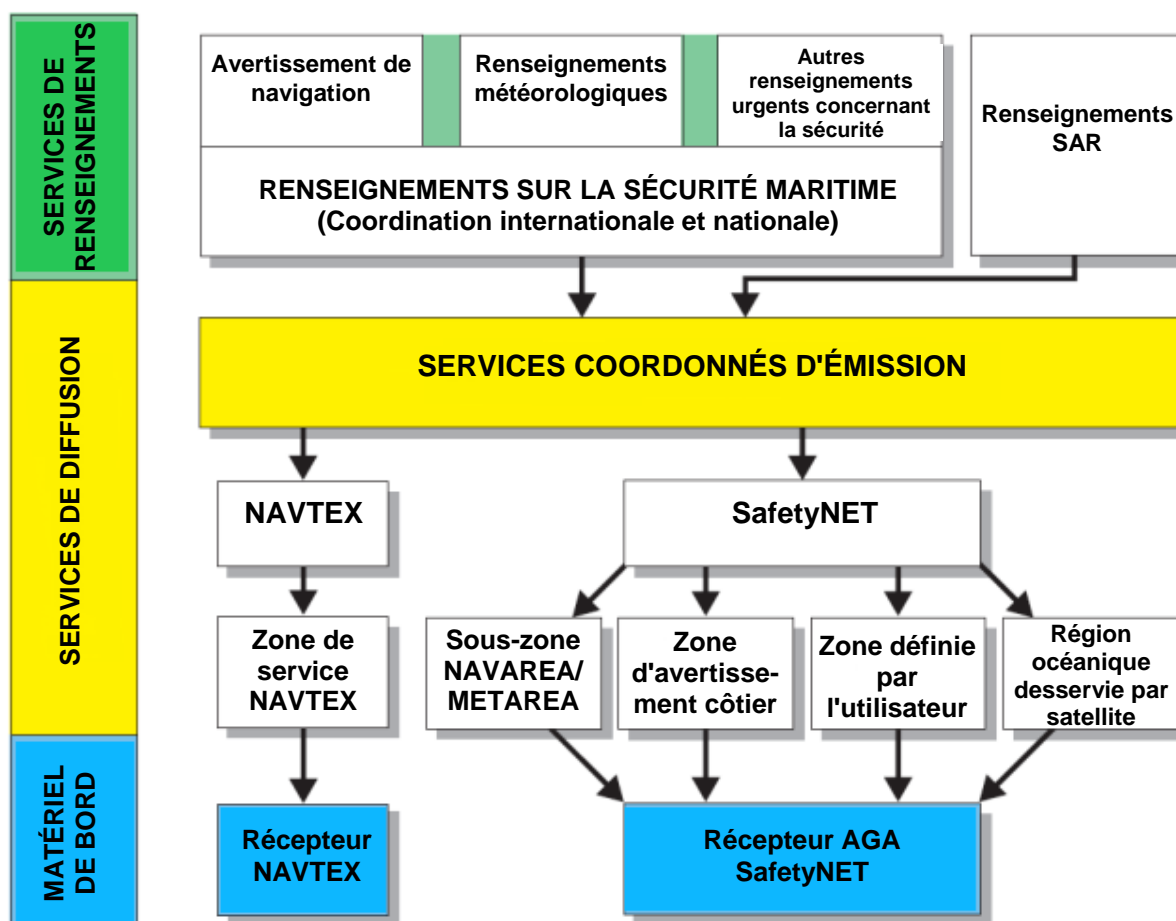 SERVICES DE
RENSEIGNEMENTS
Avertissement de
navigation
Renseignements
météorologiques
Autres
renseignements
urgents concernant
la sécurité
Renseignements
SAR
RENSEIGNEMENTS SUR LA SÉCURITÉ MARITIME
(Coordination internationale et nationale)
SERVICES DE DIFFUSION
SERVICES COORDONNÉS D'ÉMISSION
NAVTEX
SafetyNET
Zone de
service
NAVTEX
Sous-zone
NAVAREA/
METAREA
Zone
d'avertisse-
ment côtier
Zone définie
par
l'utilisateur
Région
océanique
desservie par
satellite
MATÉRIEL
DE BORD
Récepteur
NAVTEX
Récepteur AGA
SafetyNET